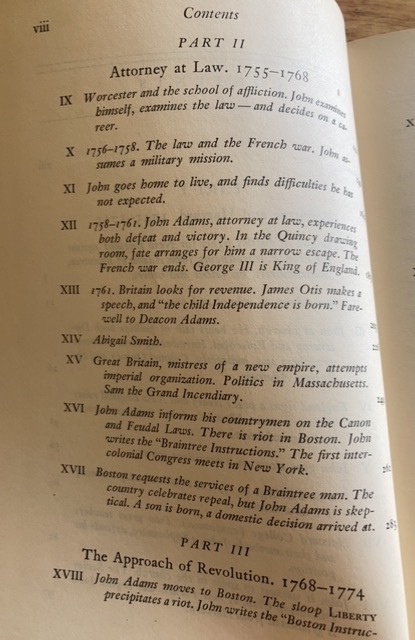 viii
Contents
PART II
Attorney at Law. 1755–1768
IX Worcester and the school of affliction. John examines
himself, examines the law — and decides on a ca-
reer.
X 1756–1758. The law and the French war. John as-
sumes a military mission.
XI John goes home to live, and finds difficulties he has
not expected.
XII 1758–1761. John Adams, attorney at law, experiences
both defeat and victory. In the Quincy drawing
room, fate arranges for him a narrow escape. The
French war ends. George III is King of England.
XIII 1761. Britain looks for revenue. James Otis makes a
speech, and "the child Independence is born." Fare-
well to Deacon Adams.
XIV Abigail Smith.
XV Great Britain, mistress of a new empire, attempts
imperial organization. Politics in Massachusetts.
Sam the Grand Incendiary.
XVI John Adams informs his countrymen on the Canon
and Feudal Laws. There is riot in Boston. John
writes the "Braintree Instructions." The first inter-
colonial Congress meets in New York.
XVII Boston requests the services of a Braintree man. The
country celebrates repeal, but John Adams is skep-
tical. A son is born, a domestic decision arrived at. 283
PART III
The Approach of Revolution. 1768–1774
XVIII John Adams moves to Boston. The sloop LIBERTY
precipitates a riot. John writes the "Boston Instruc-